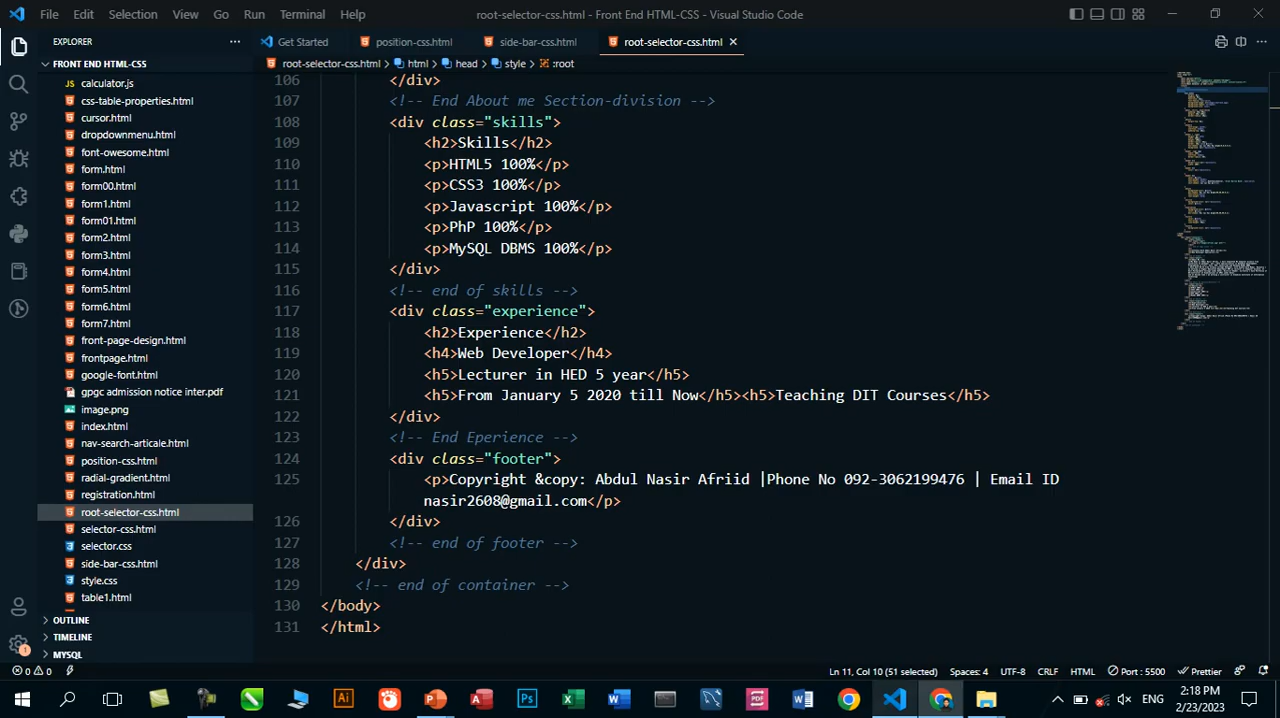 File Edit Selection View Go Run Terminal Help root-selector-css.html - Front End HTML-CSS - Visual Studio Code
EXPLORER ... Get Started position-css.html side-bar-css.html root-selector-css.html
FRONT END HTML-CSS
root-selector-css.html > html > head > style > :root
calculator.js
css-table-properties.html
cursor.html
dropdownmenu.html
font-owesome.html
form.html
form00.html
form1.html
form01.html
form2.html
form3.html
form4.html
form5.html
form6.html
form7.html
front-page-design.html
frontpage.html
google-font.html
gpgc admission notice inter.pdf
image.png
index.html
nav-search-articale.html
position-css.html
radial-gradient.html
registration.html
root-selector-css.html
selector-css.html
selector.css
side-bar-css.html
style.css
table1.html
OUTLINE
TIMELINE
MYSQL
106 </div>
107 <!-- End About me Section-division -->
108 <div class="skills">
109 <h2>Skills</h2>
110 <p>HTML5 100%</p>
111 <p>CSS3 100%</p>
112 <p>Javascript 100%</p>
113 <p>PhP 100%</p>
114 <p>MySQL DBMS 100%</p>
115 </div>
116 <!-- end of skills -->
117 <div class="experience">
118 <h2>Experience</h2>
119 <h4>Web Developer</h4>
120 <h5>Lecturer in HED 5 year</h5>
121 <h5>From January 5 2020 till Now</h5><h5>Teaching DIT Courses</h5>
122 </div>
123 <!-- End Eperience -->
124 <div class="footer">
125 <p>Copyright &copy: Abdul Nasir Afriid |Phone No 092-3062199476 | Email ID
nasir2608@gmail.com</p>
126 </div>
127 <!-- end of footer -->
128 </div>
129 <!-- end of container -->
130 </body>
131 </html>
0 0 Ln 11, Col 10 (51 selected) Spaces: 4 UTF-8 CRLF HTML Port : 5500 Prettier
ENG 2:18 PM
2/23/2023